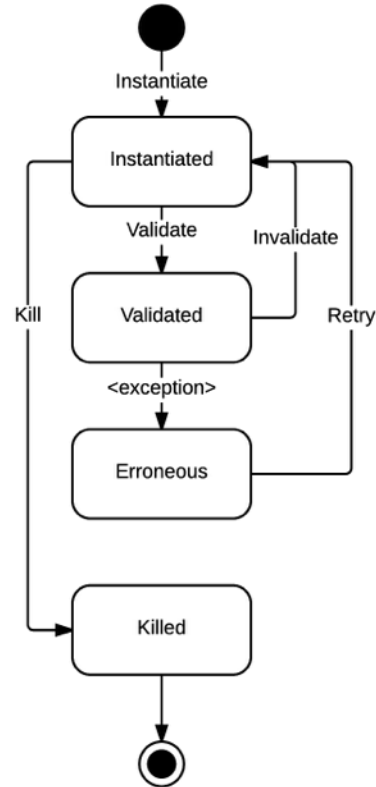 Instantiate
Instantiated
Validate
Invalidate
Kill
Validated
Retry
<exception>
Erroneous
Killed